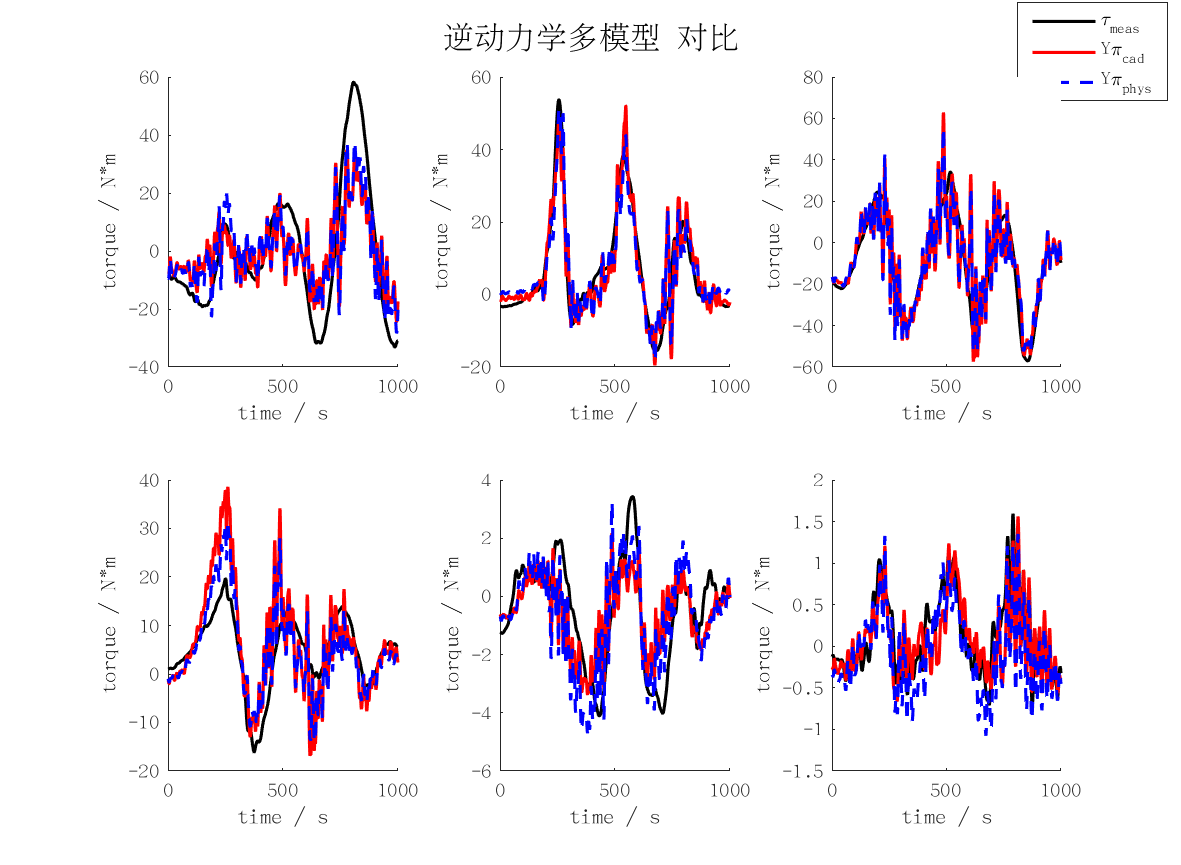 逆动力学多模型 对比
τmeas
Yπcad
Yπphys
60
40
20
0
-20
-40
torque / N*m
0 500 1000
time / s
60
40
20
0
-20
torque / N*m
0 500 1000
time / s
80
60
40
20
0
-20
-40
-60
torque / N*m
0 500 1000
time / s
40
30
20
10
0
-10
-20
torque / N*m
0 500 1000
time / s
4
2
0
-2
-4
-6
torque / N*m
0 500 1000
time / s
2
1.5
1
0.5
0
-0.5
-1
-1.5
torque / N*m
0 500 1000
time / s